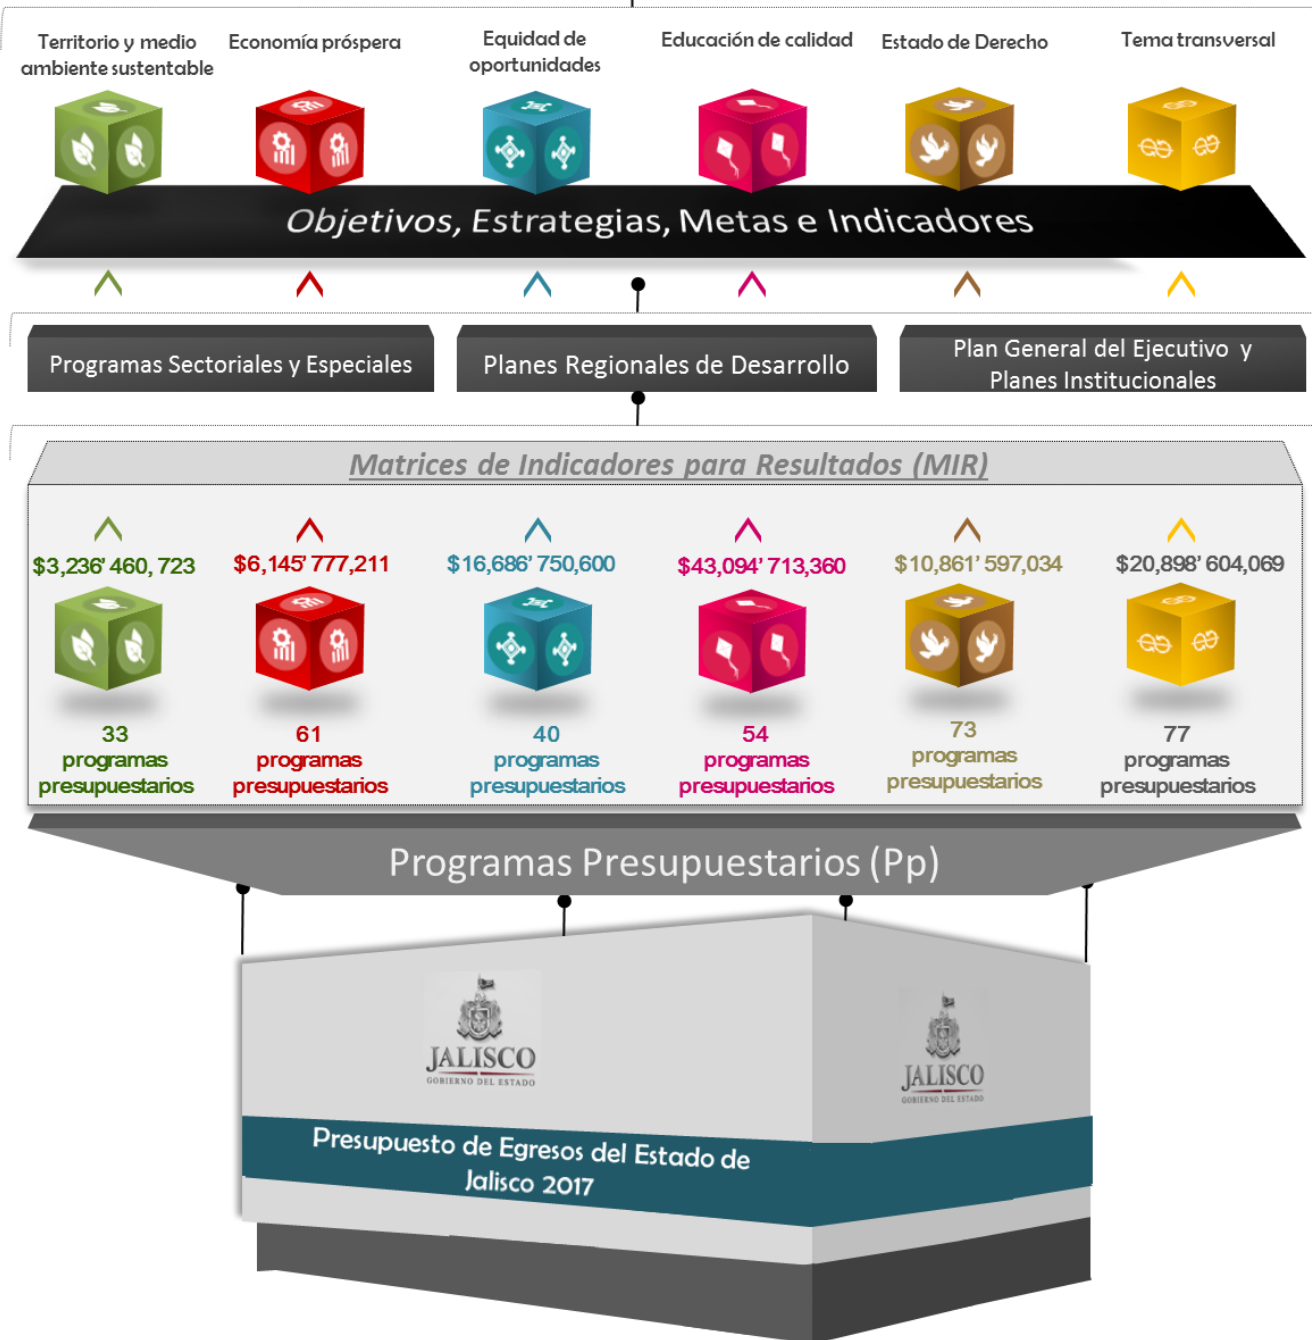 Territorio y medio
ambiente sustentable
Economía próspera
Equidad de
oportunidades
Educación de calidad
Estado de Derecho
Tema transversal
Objetivos, Estrategias, Metas e Indicadores
Programas Sectoriales y Especiales
Planes Regionales de Desarrollo
Plan General del Ejecutivo y
Planes Institucionales
Matrices de Indicadores para Resultados (MIR)
$3,236' 460, 723
$6,145' 777,211
$16,686' 750,600
$43,094' 713,360
$10,861' 597,034
$20,898' 604,069
33
programas
presupuestarios
61
programas
presupuestarios
40
programas
presupuestarios
54
programas
presupuestarios
73
programas
presupuestarios
77
programas
presupuestarios
Programas Presupuestarios (Pp)
JALISCO
GOBIERNO DEL ESTADO
JALISCO
GOBIERNO DEL ESTADO
Presupuesto de Egresos del Estado de
Jalisco 2017